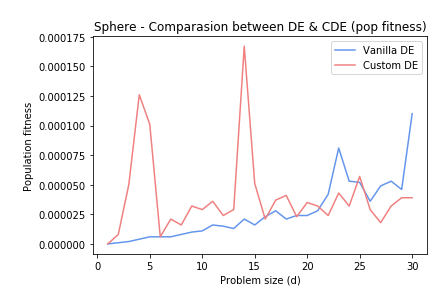 Sphere - Comparasion between DE & CDE (pop fitness)
Vanilla DE
Custom DE
Population fitness
0.000175
0.000150
0.000125
0.000100
0.000075
0.000050
0.000025
0.000000
0 5 10 15 20 25 30
Problem size (d)